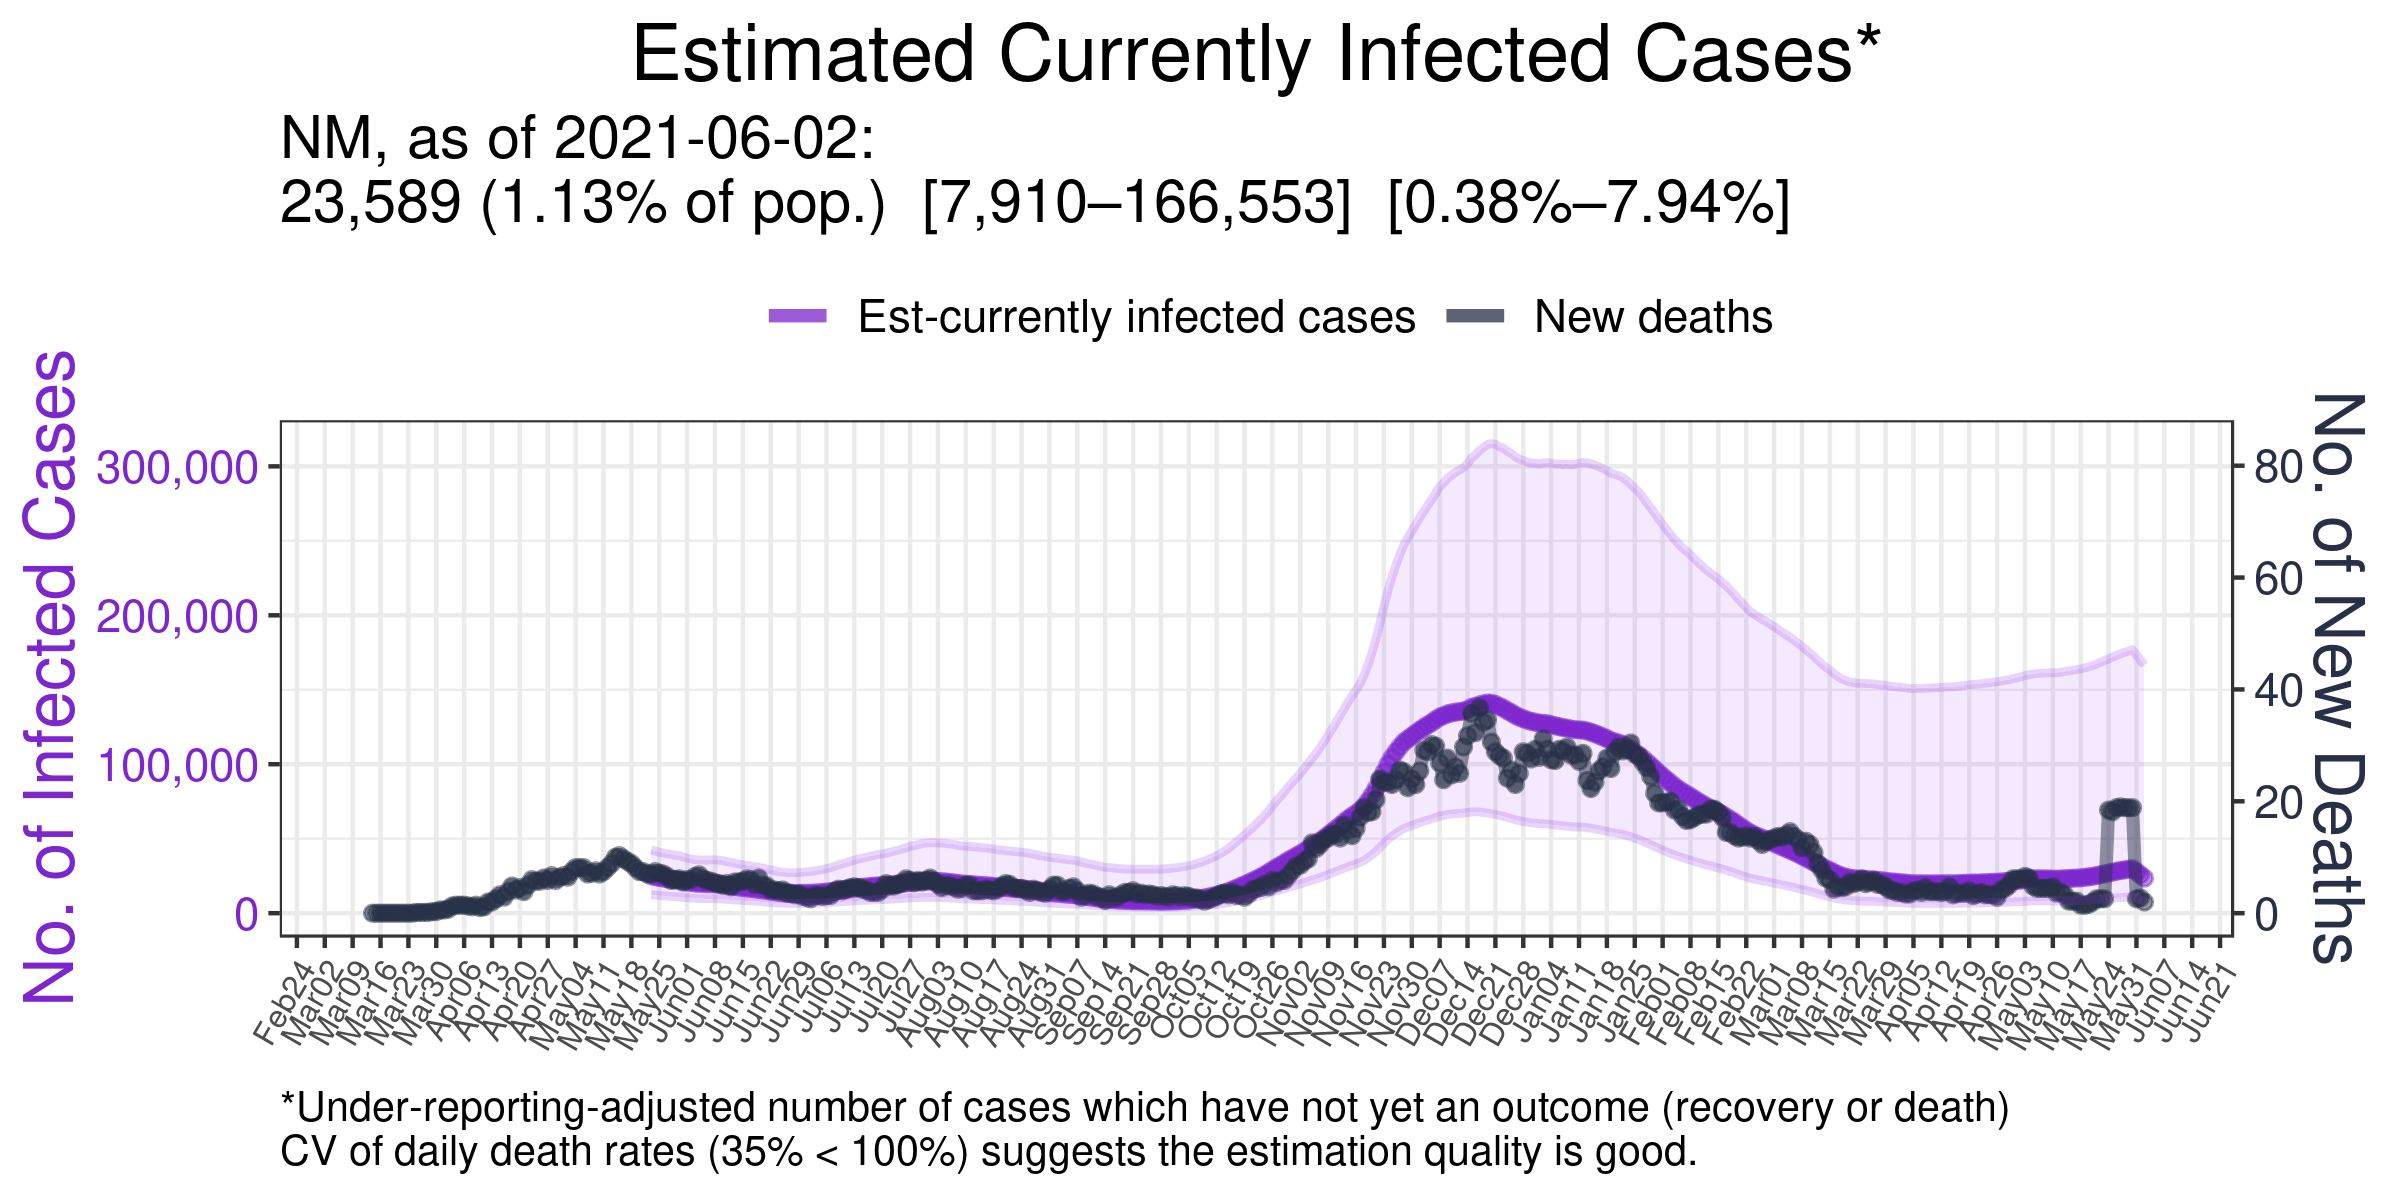 Estimated Currently Infected Cases*
NM, as of 2021-06-02:
23,589 (1.13% of pop.) [7,910–166,553] [0.38%–7.94%]
Est-currently infected cases New deaths
No. of Infected Cases
300,000
200,000
100,000
0
80
60
40
20
0
No. of New Deaths
Feb24 Mar02 Mar09 Mar16 Mar23 Mar30 Apr06 Apr13 Apr20 Apr27 May04 May11 May18 May25 Jun01 Jun08 Jun15 Jun22 Jun29 Jul06 Jul13 Jul20 Jul27 Aug03 Aug10 Aug17 Aug24 Aug31 Sep07 Sep14 Sep21 Sep28 Oct05 Oct12 Oct19 Oct26 Nov02 Nov09 Nov16 Nov23 Nov30 Dec07 Dec14 Dec21 Dec28 Jan04 Jan11 Jan18 Jan25 Feb01 Feb08 Feb15 Feb22 Mar01 Mar08 Mar15 Mar22 Mar29 Apr05 Apr12 Apr19 Apr26 May03 May10 May17 May24 May31 Jun07 Jun14 Jun21
*Under-reporting-adjusted number of cases which have not yet an outcome (recovery or death)
CV of daily death rates (35% < 100%) suggests the estimation quality is good.